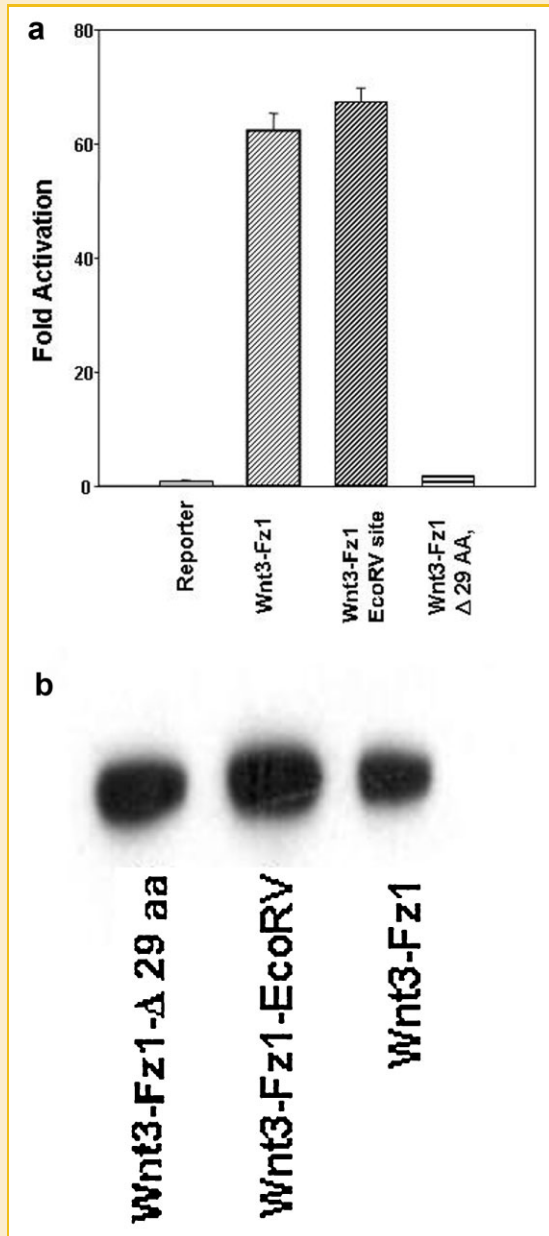 a
80
60
40
20
0
Fold Activation
Reporter
Wnt3-Fz1
Wnt3-Fz1
EcoRV site
Wnt3-Fz1
Δ 29 AA,
b
Wnt3-Fz1-Δ 29 aa
Wnt3-Fz1-EcoRV
Wnt3-Fz1